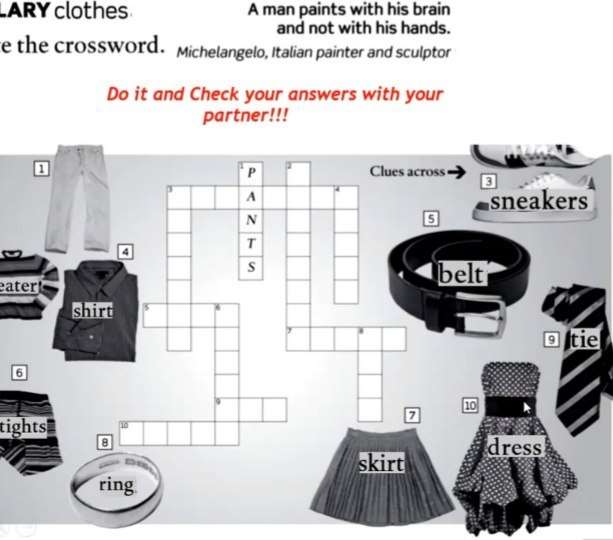 LARY clothes
A man paints with his brain
and not with his hands.
e the crossword.
Michelangelo, Italian painter and sculptor
Do it and Check your answers with your
partner!!!
1
1 P
2
Clues across
3
A
4
3
sneakers
N
T
S
5
belt
4
eater
shirt
5
6
7
8
9
tie
6
tights
9
10
7
10
dress
8
ring
skirt